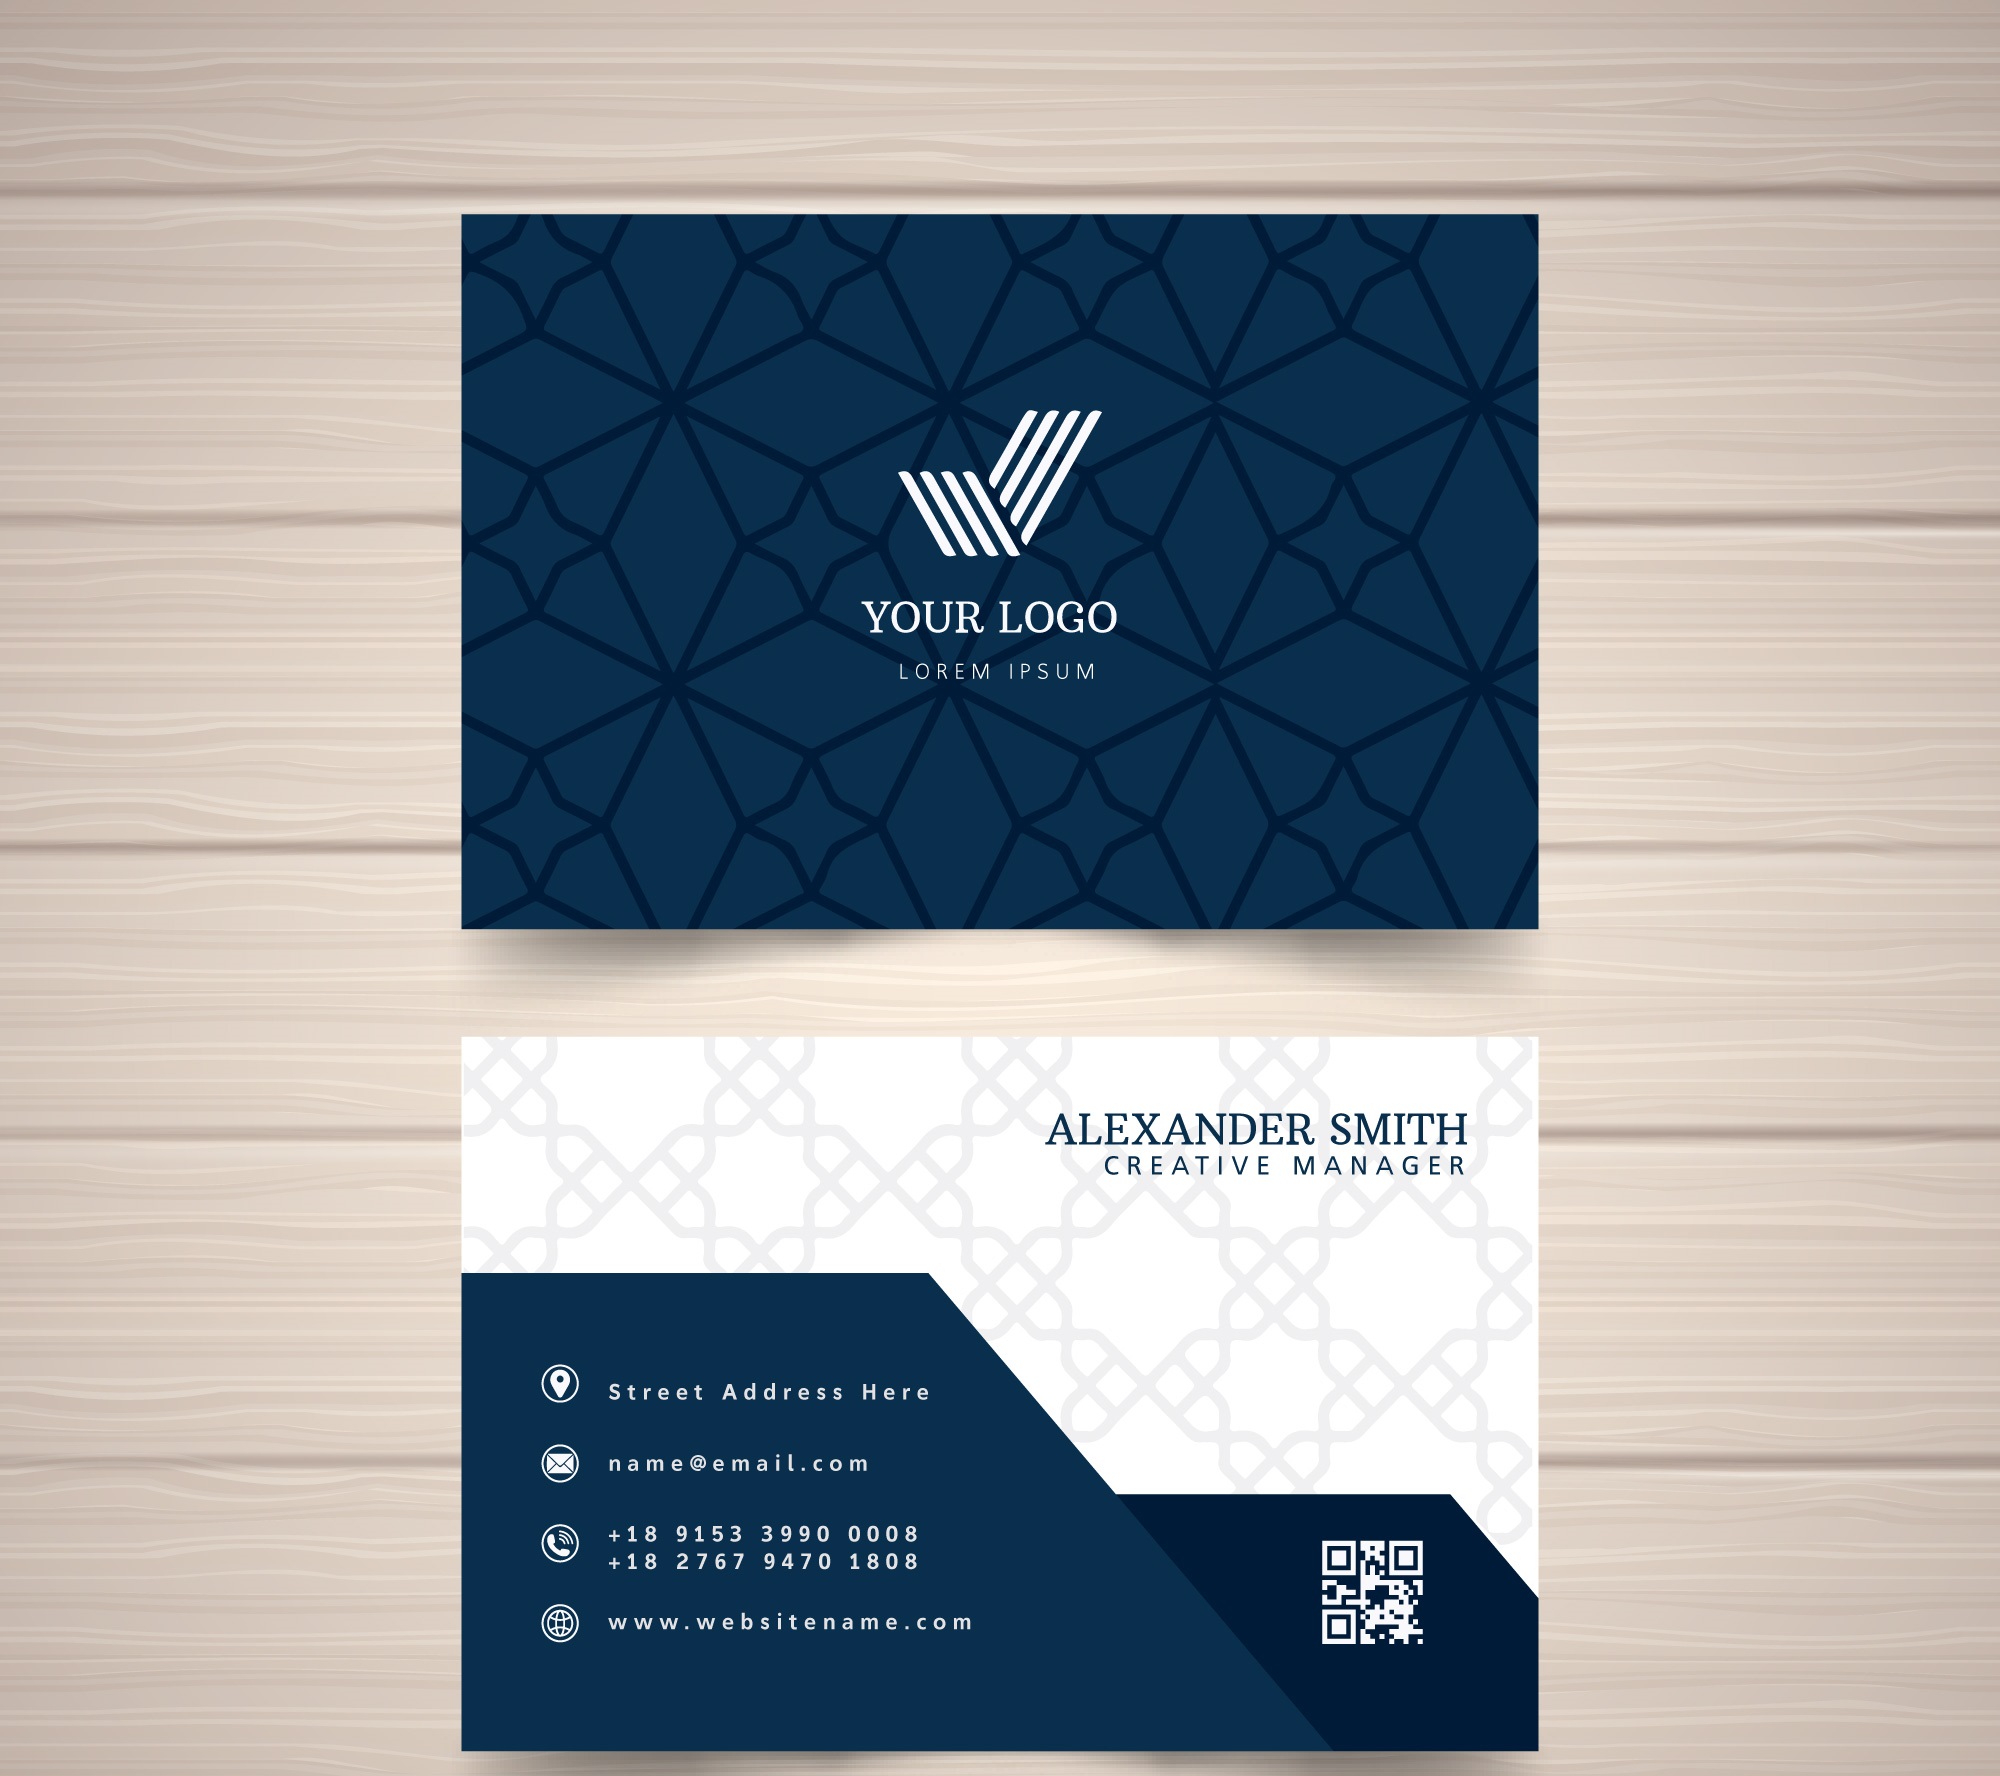 YOUR LOGO
LOREM IPSUM
ALEXANDER SMITH
CREATIVE MANAGER
Street Address Here
name@email.com
+18 9153 3990 0008
+18 2767 9470 1808
www.websitename.com